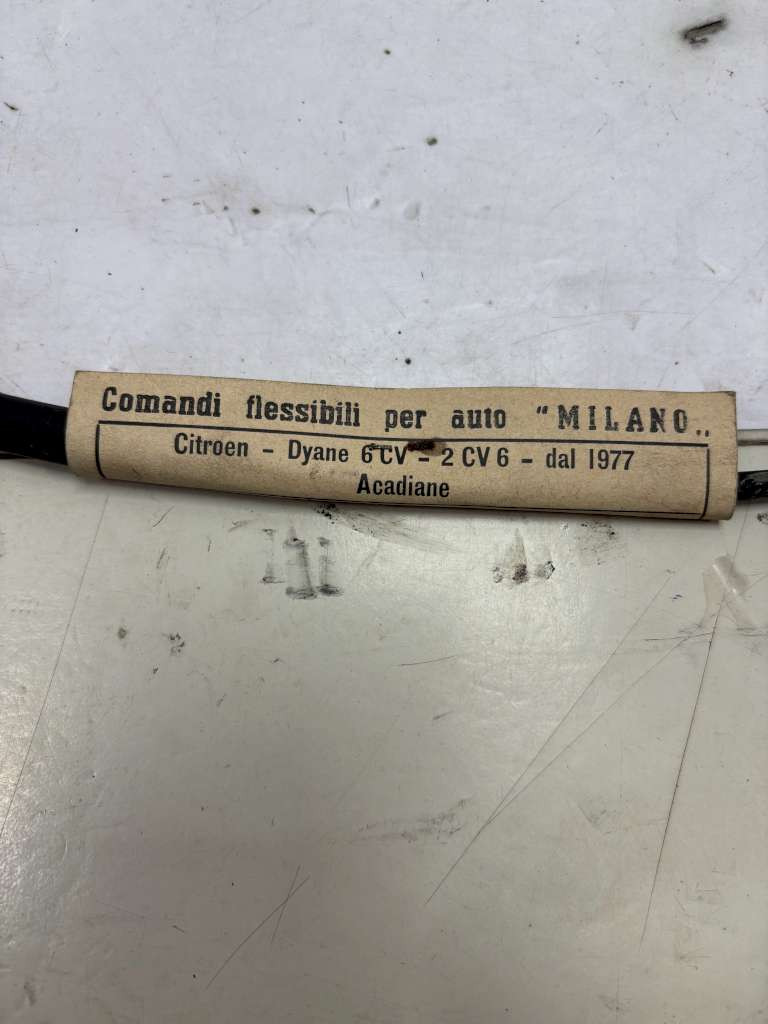 Comandi flessibili per auto "MILANO„
Citroen - Dyane 6 CV - 2 CV 6 - dal 1977
Acadiane